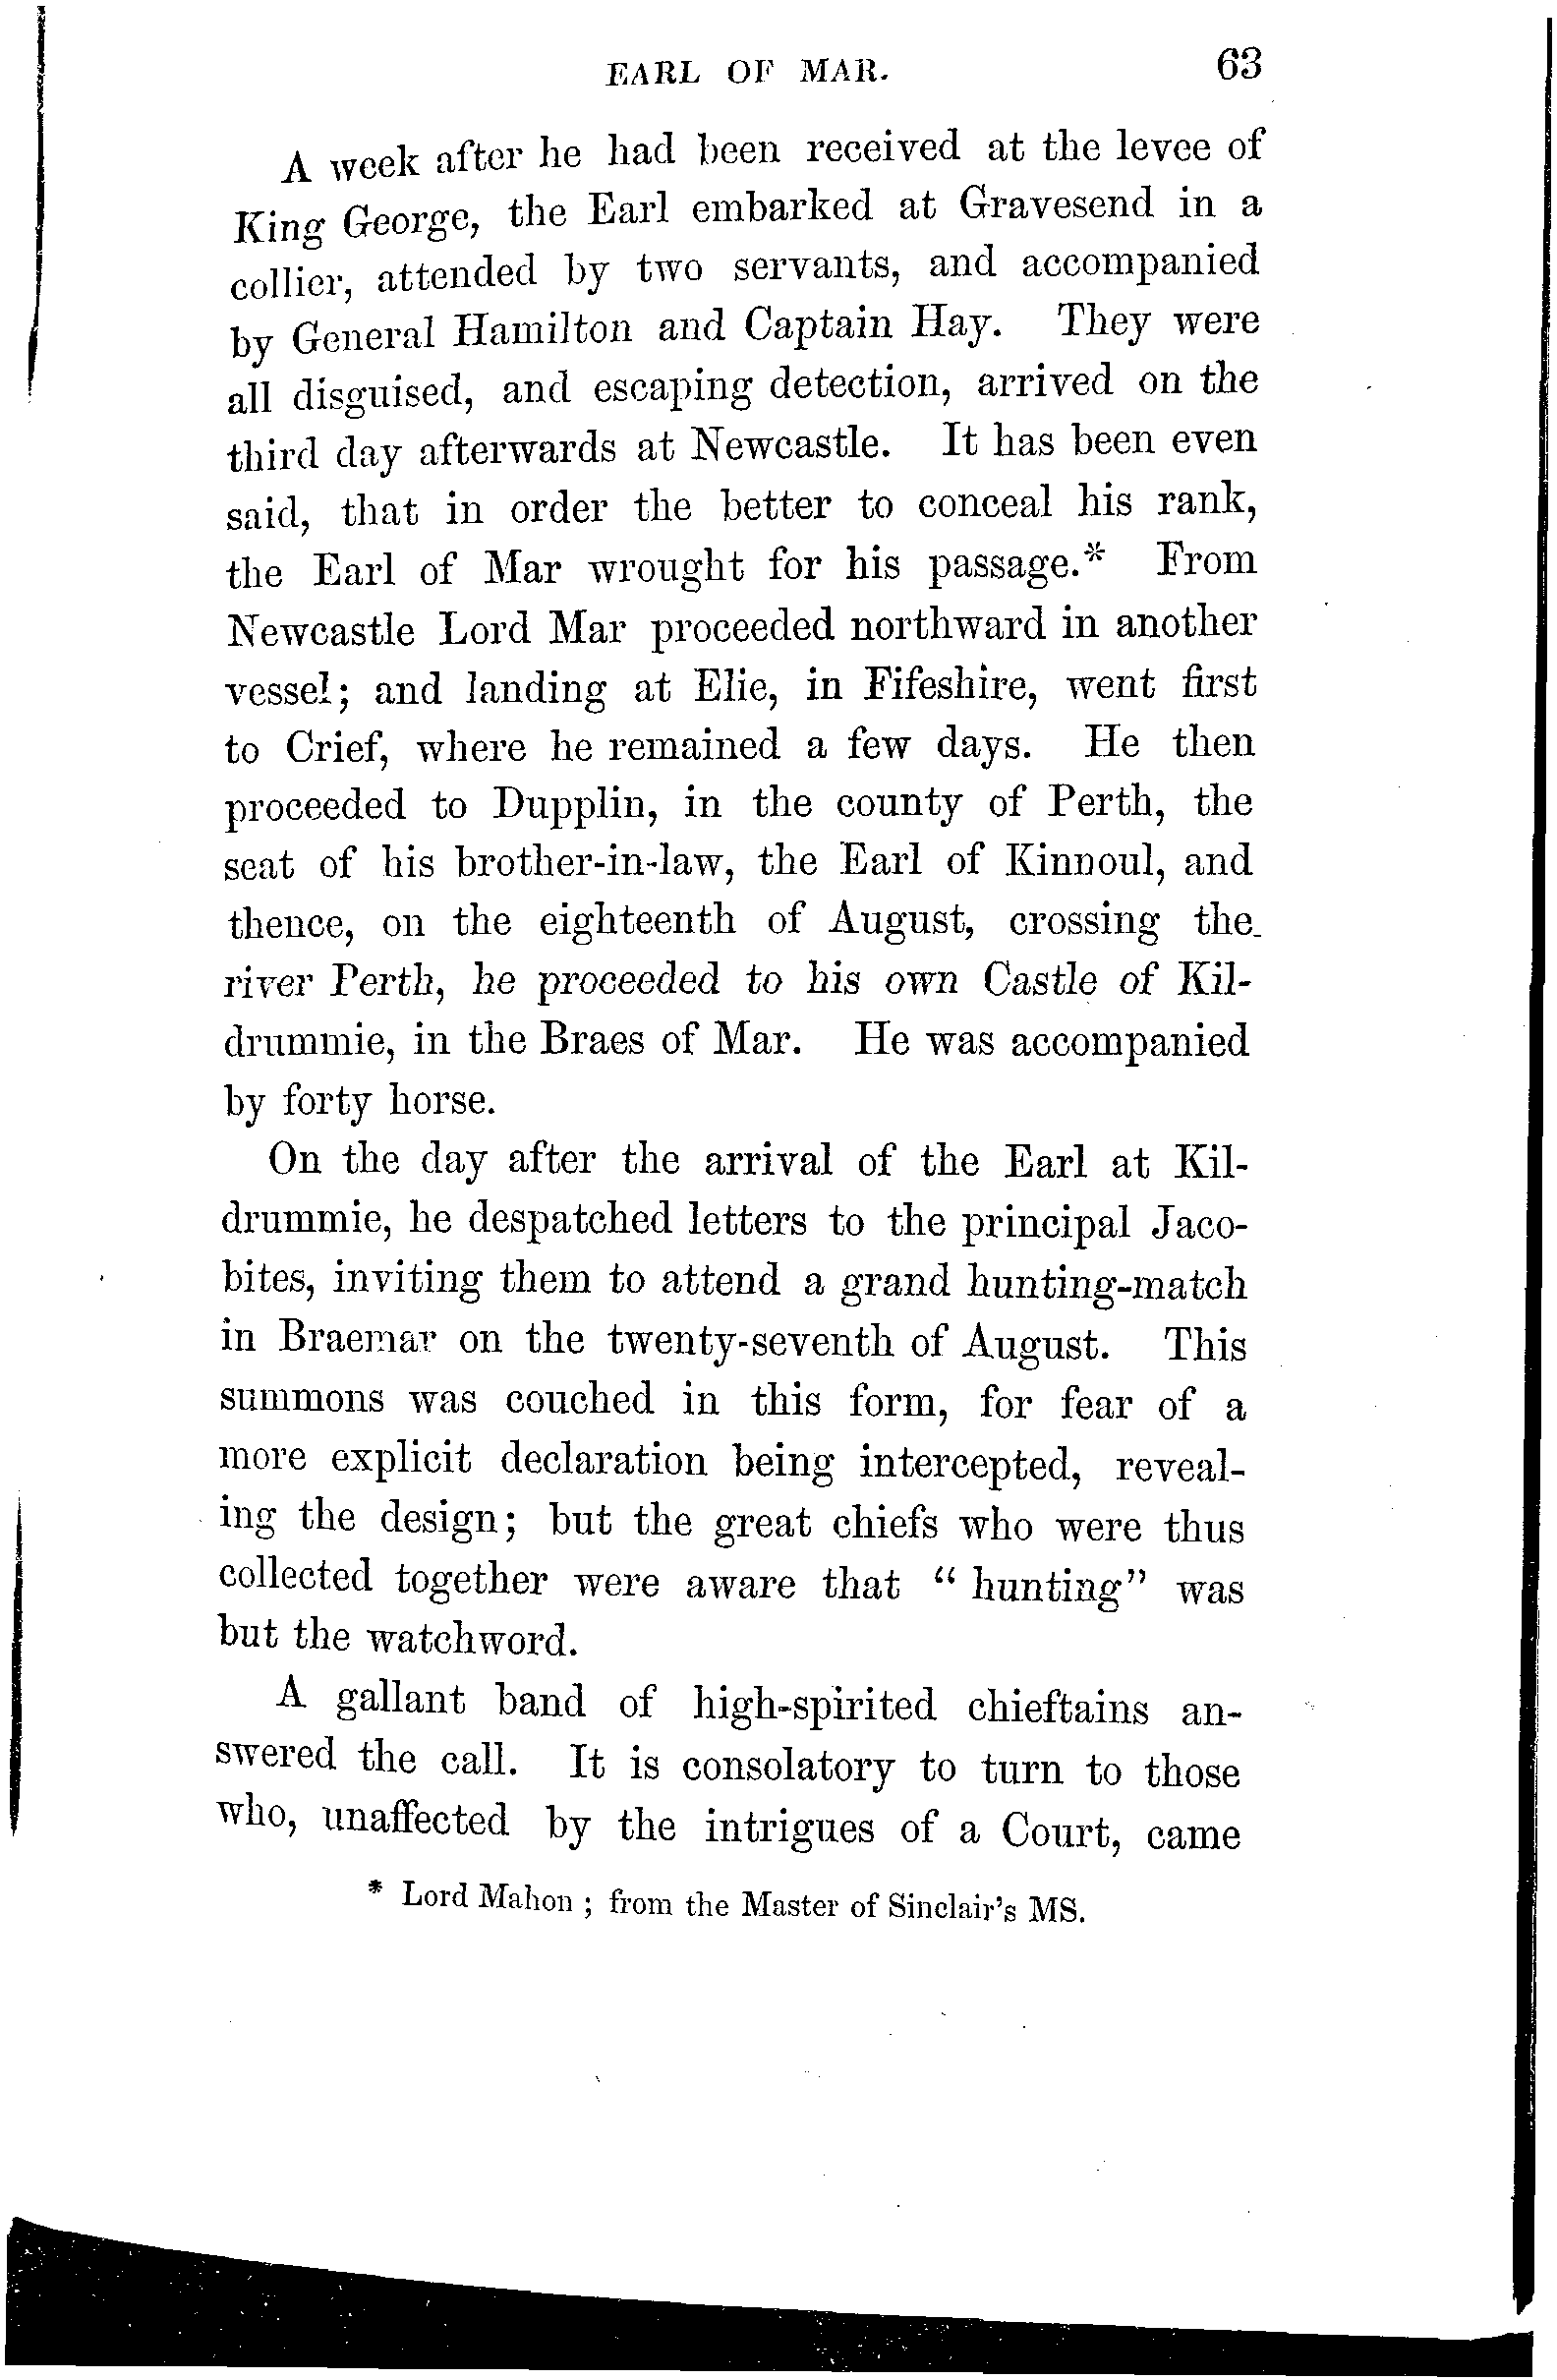 EARL OF MAR. 63
A week after he had been received at the levee of
King George, the Earl embarked at Gravesend in a
collier, attended by two servants, and accompanied
by General Hamilton and Captain Hay. They were
all disguised, and escaping detection, arrived on the
third day afterwards at Newcastle. It has been even
said, that in order the better to conceal his rank,
the Earl of Mar wrought for his passage.* From
Newcastle Lord Mar proceeded northward in another
vessel; and landing at Elie, in Fifeshire, went first
to Crief, where he remained a few days. He then
proceeded to Dupplin, in the county of Perth, the
seat of his brother-in-law, the Earl of Kinnoul, and
thence, on the eighteenth of August, crossing the
river Perth, he proceeded to his own Castle of Kil-
drummie, in the Braes of Mar. He was accompanied
by forty horse.
On the day after the arrival of the Earl at Kil-
drummie, he despatched letters to the principal Jaco-
bites, inviting them to attend a grand hunting-match
in Braemar on the twenty-seventh of August. This
summons was couched in this form, for fear of a
more explicit declaration being intercepted, reveal-
ing the design; but the great chiefs who were thus
collected together were aware that "hunting" was
but the watchword.
A gallant band of high-spirited chieftains an-
swered the call. It is consolatory to turn to those
who, unaffected by the intrigues of a Court, came
* Lord Mahon; from the Master of Sinclair's MS.